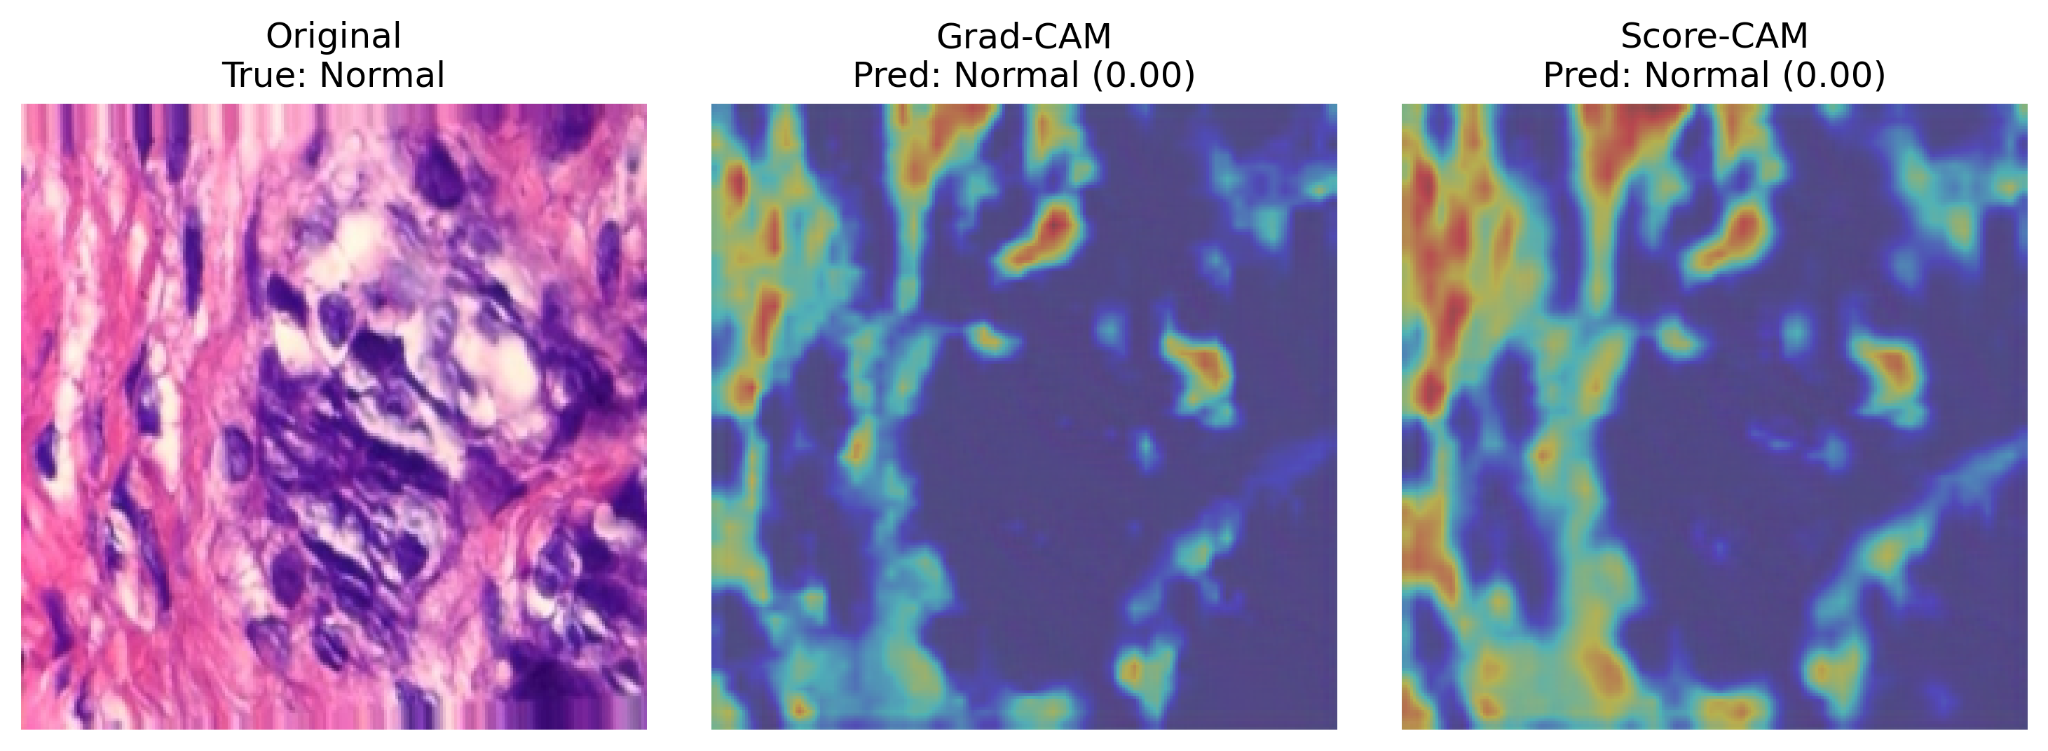 Original
True: Normal
Grad-CAM
Pred: Normal (0.00)
Score-CAM
Pred: Normal (0.00)